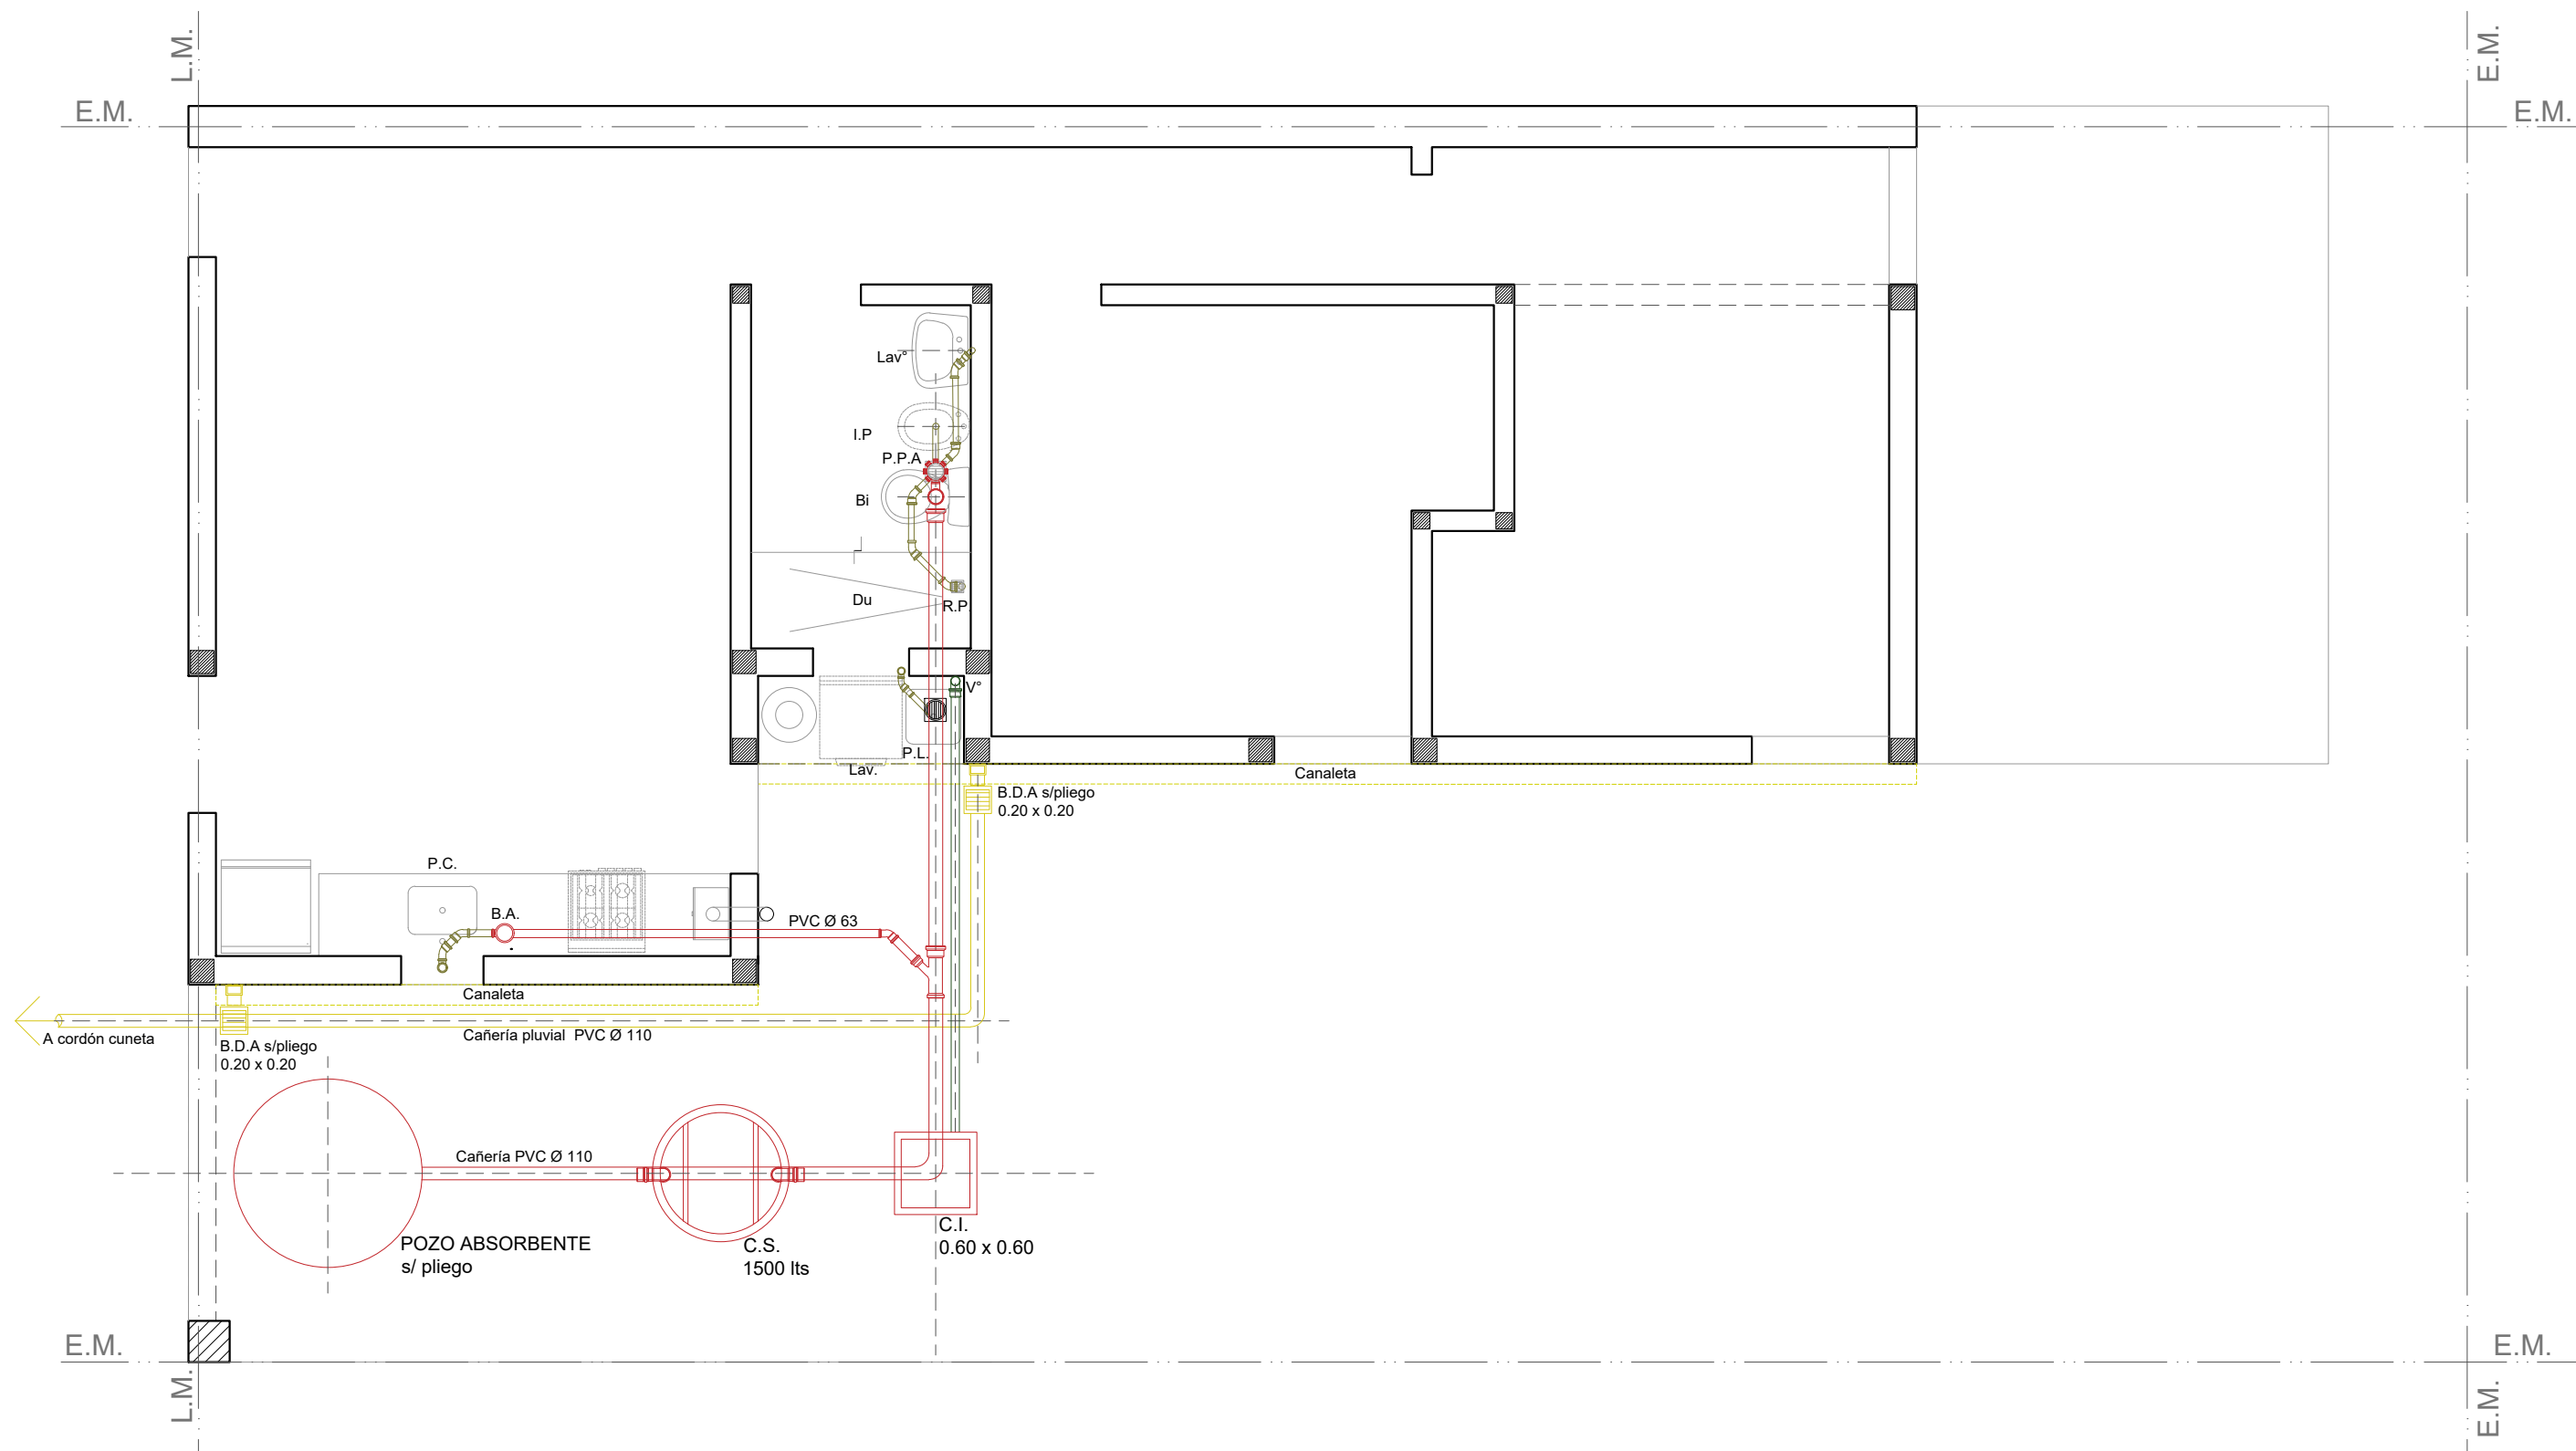 L.M.
E.M.
E.M.
E.M.
Lav°
I.P
P.P.A
Bi
Du
R.P.
V°
P.L.
Lav.
Canaleta
B.D.A s/pliego
0.20 x 0.20
P.C.
B.A.
PVC Ø 63
Canaleta
Cañería pluvial PVC Ø 110
A cordón cuneta
B.D.A s/pliego
0.20 x 0.20
Cañería PVC Ø 110
POZO ABSORBENTE
s/ pliego
C.S.
1500 lts
C.I.
0.60 x 0.60
E.M.
E.M.
L.M.
E.M.